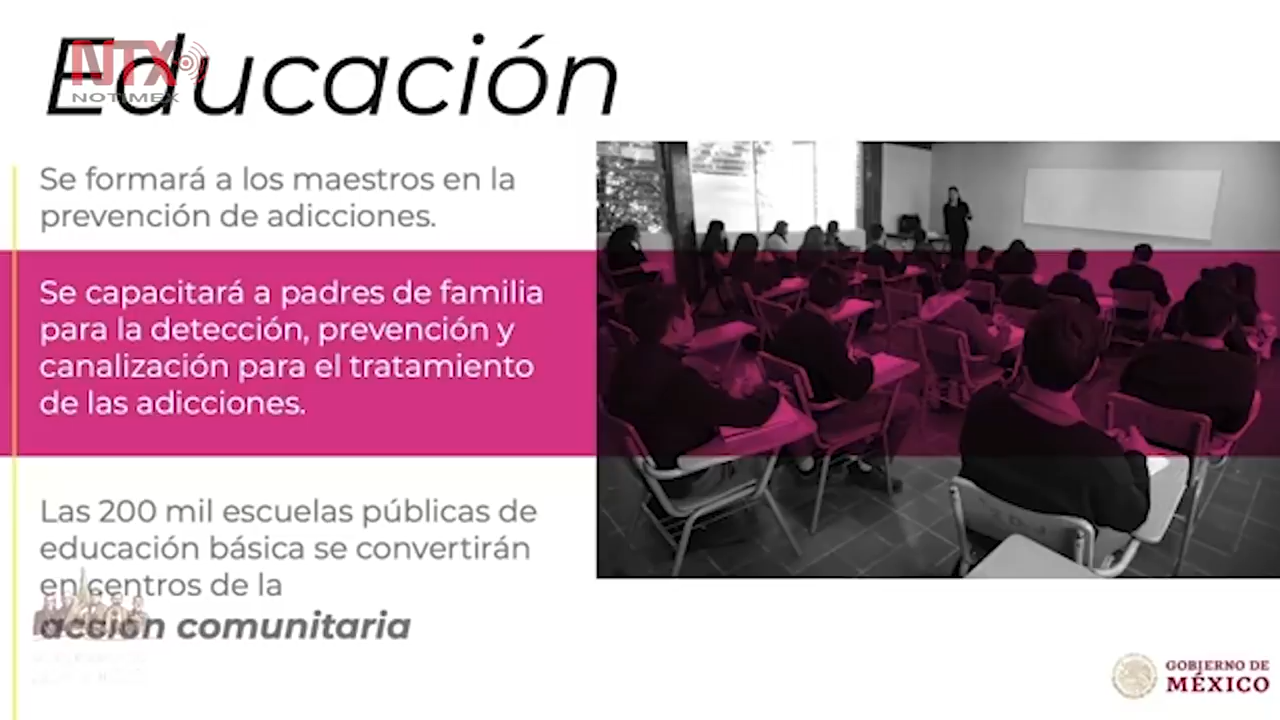 Educación
NTX
NOTIMEX
Se formará a los maestros en la
prevención de adicciones.
Se capacitará a padres de familia
para la detección, prevención y
canalización para el tratamiento
de las adicciones.
Las 200 mil escuelas públicas de
educación básica se convertirán
en centros de la
acción comunitaria
GOBIERNO DE
MÉXICO